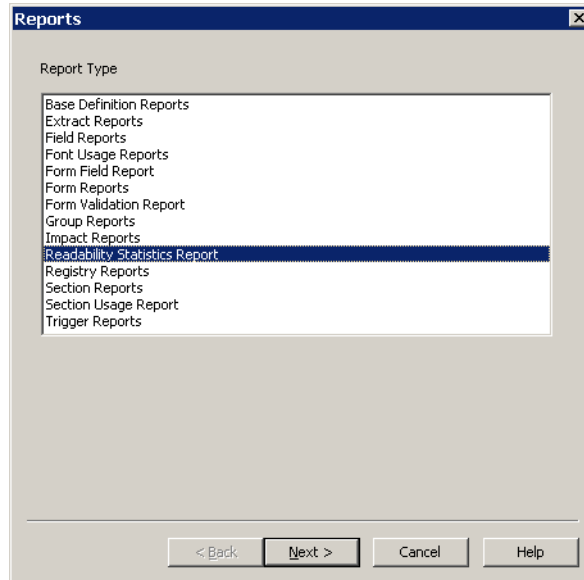 Reports
Report Type
Base Definition Reports
Extract Reports
Field Reports
Font Usage Reports
Form Field Report
Form Reports
Form Validation Report
Group Reports
Impact Reports
Readability Statistics Report
Registry Reports
Section Reports
Section Usage Report
Trigger Reports
< Back Next > Cancel Help